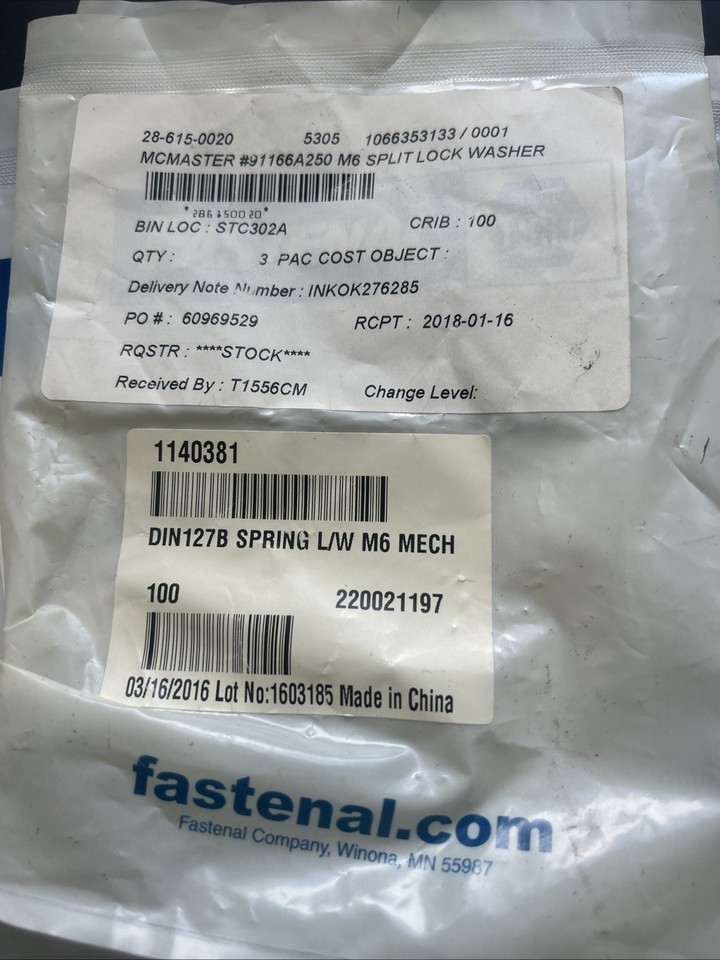 28-615-0020 5305 1066353133 / 0001
MCMASTER #91166A250 M6 SPLIT LOCK WASHER
*286150020*
BIN LOC : STC302A CRIB : 100
QTY : 3 PAC COST OBJECT :
Delivery Note Number : INKOK276285
PO # : 60969529 RCPT : 2018-01-16
RQSTR : ****STOCK****
Received By : T1556CM Change Level:
1140381
DIN127B SPRING L/W M6 MECH
100 220021197
03/16/2016 Lot No:1603185 Made in China
fastenal.com
Fastenal Company, Winona, MN 55987